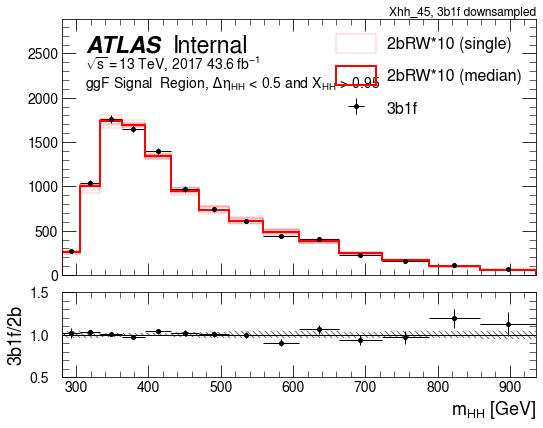 Xhh_45, 3b1f downsampled
ATLAS Internal
√s = 13 TeV, 2017 43.6 fb⁻¹
ggF Signal Region, Δη_HH < 0.5 and X_HH > 0.95
2bRW*10 (single)
2bRW*10 (median)
3b1f
2500
2000
1500
1000
500
0
3b1f/2b
1.5
1.0
0.5
300 400 500 600 700 800 900
m_HH [GeV]